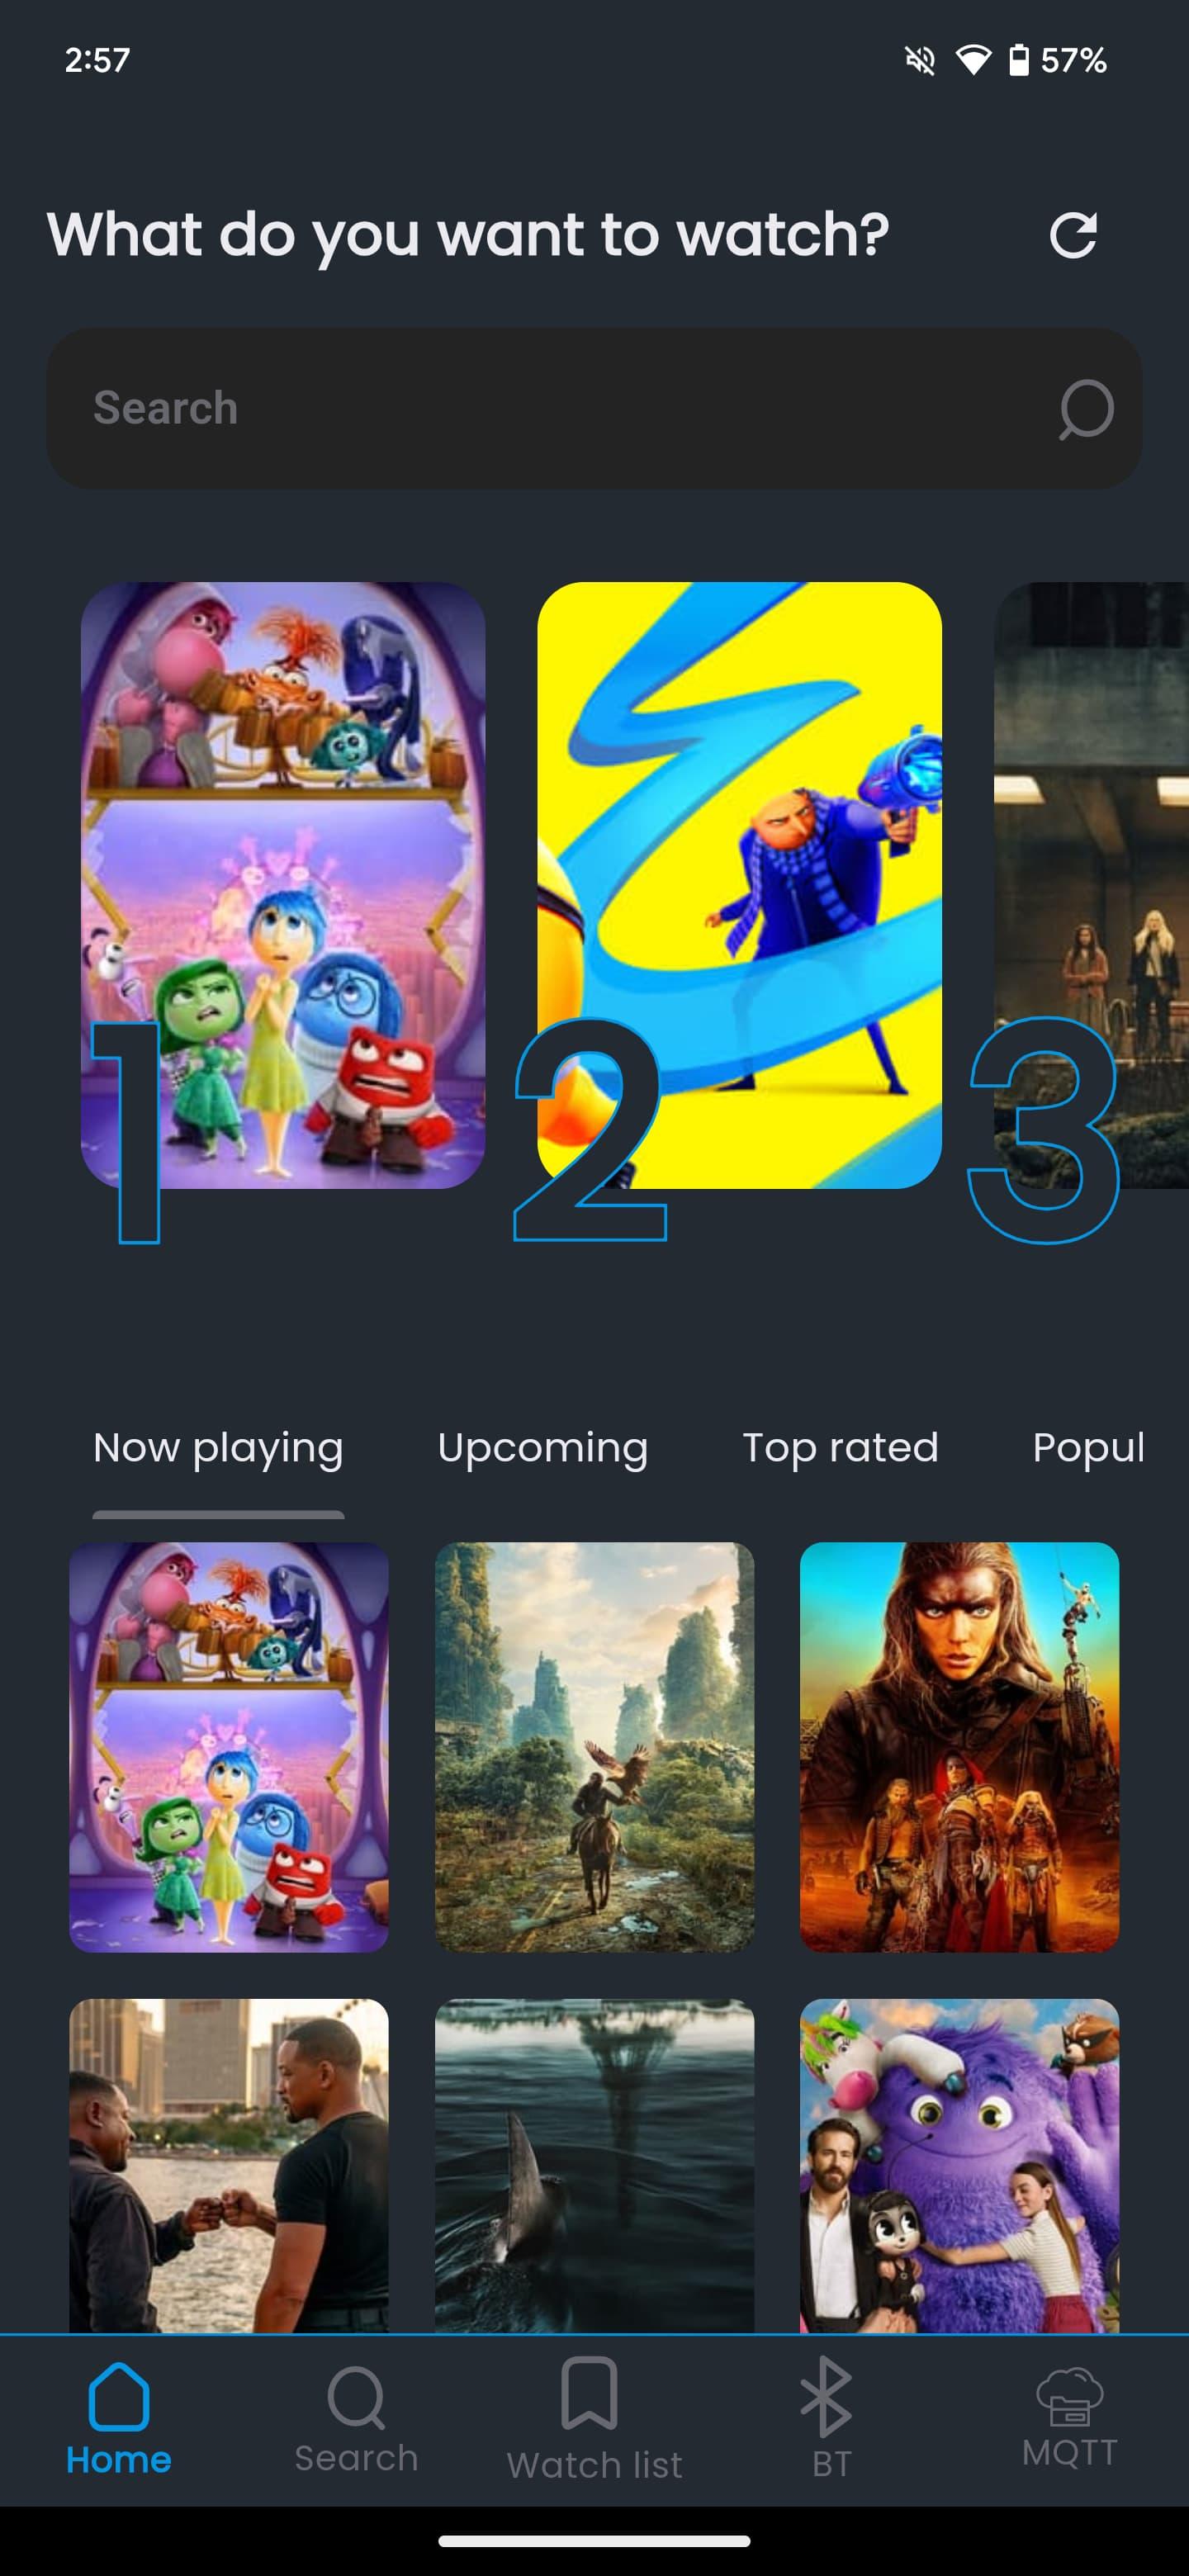 2:57 57%
What do you want to watch?
Search
1 2 3
Now playing Upcoming Top rated Popul
Home Search Watch list BT MQTT